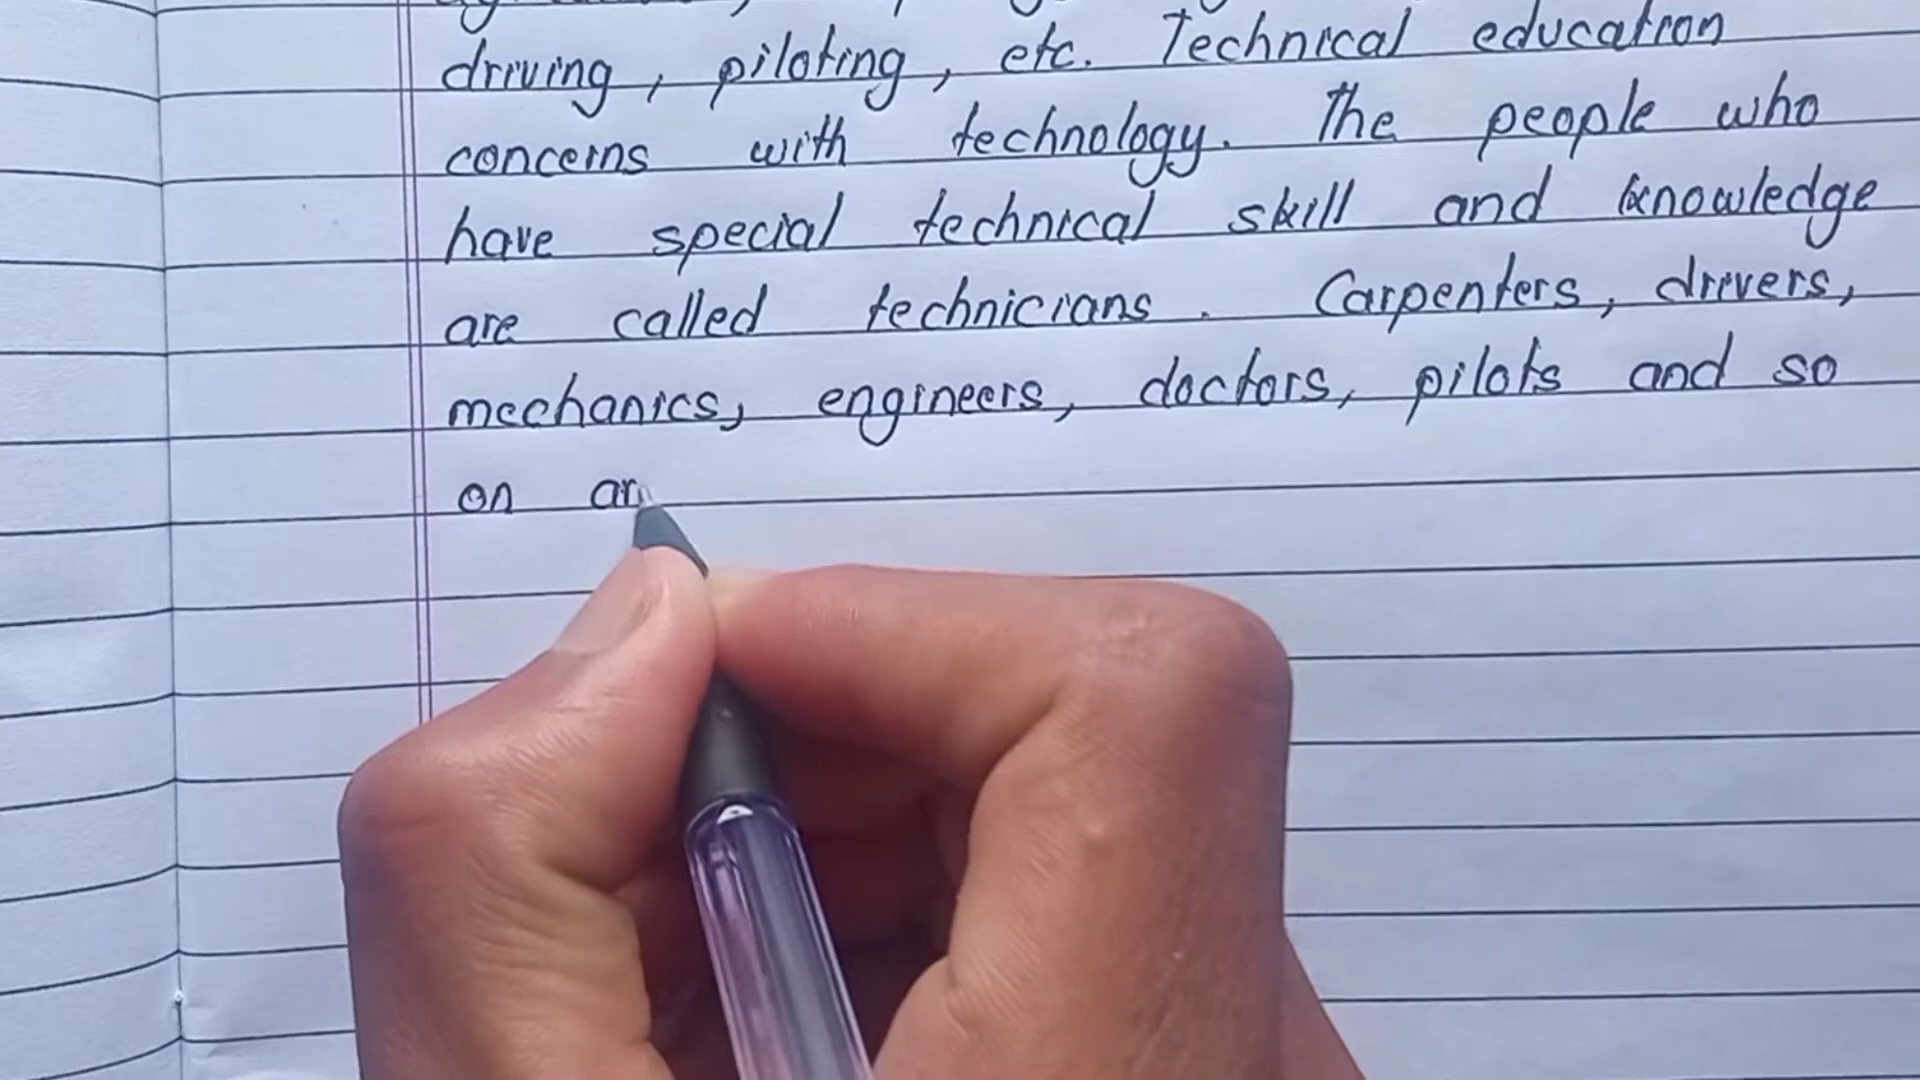 driving, piloting, etc. Technical education
concerns with technology. The people who
have special technical skill and knowledge
are called technicians. Carpenters, drivers,
mechanics, engineers, doctors, pilots and so
on ar